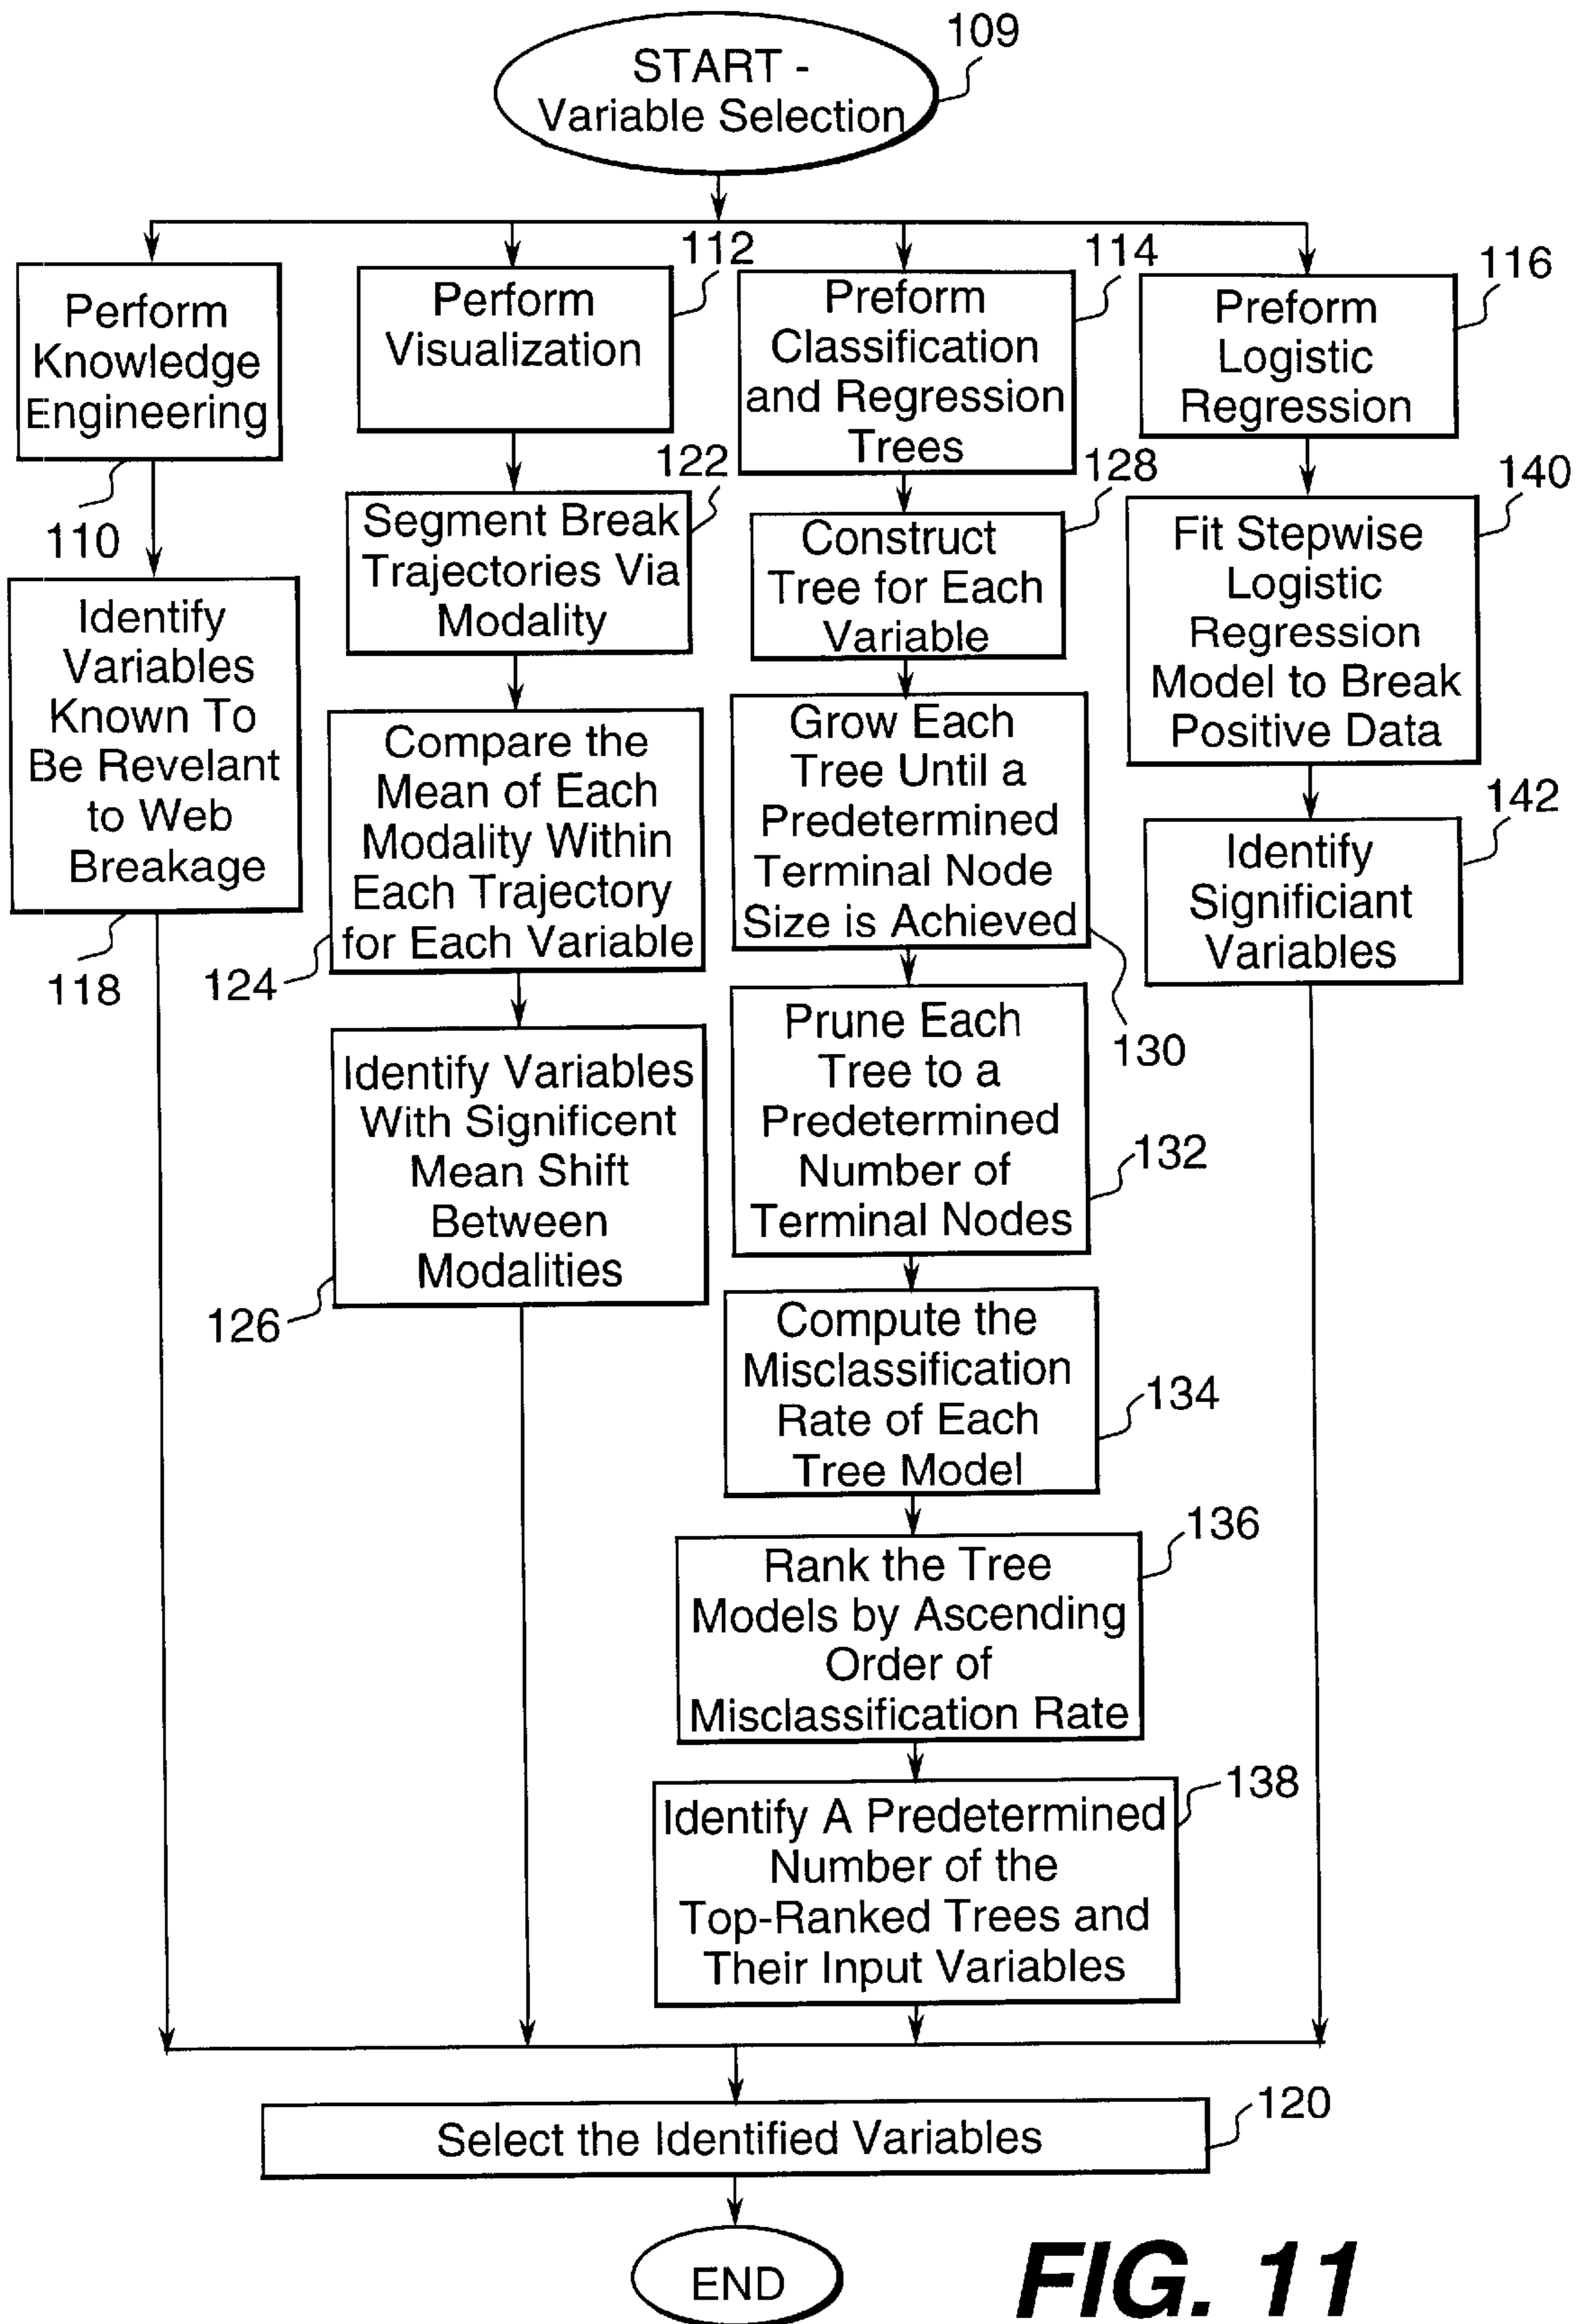 109
START -
Variable Selection
Perform
Knowledge
Engineering
110
Identify
Variables
Known To
Be Revelant
to Web
Breakage
118
112
Perform
Visualization
122
Segment Break
Trajectories Via
Modality
Compare the
Mean of Each
Modality Within
Each Trajectory
for Each Variable
124
Identify Variables
With Significent
Mean Shift
Between
Modalities
126
114
Preform
Classification
and Regression
Trees
128
Construct
Tree for Each
Variable
Grow Each
Tree Until a
Predetermined
Terminal Node
Size is Achieved
130
Prune Each
Tree to a
Predetermined
Number of
Terminal Nodes
132
Compute the
Misclassification
Rate of Each
Tree Model
134
136
Rank the Tree
Models by Ascending
Order of
Misclassification Rate
138
Identify A Predetermined
Number of the
Top-Ranked Trees and
Their Input Variables
116
Preform
Logistic
Regression
140
Fit Stepwise
Logistic
Regression
Model to Break
Positive Data
142
Identify
Significiant
Variables
120
Select the Identified Variables
END
FIG. 11